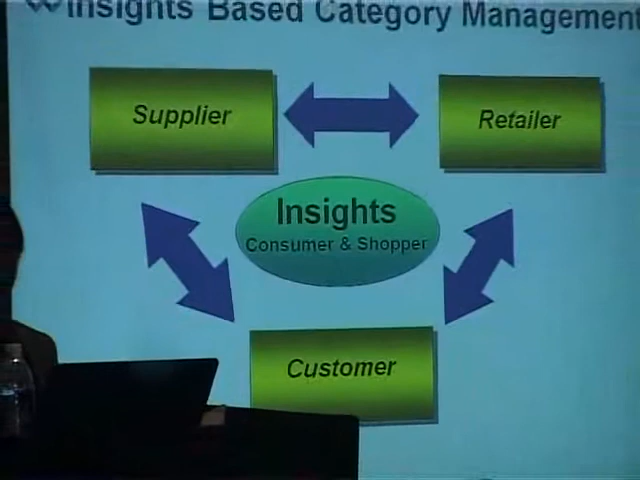 Insights Based Category Management
Supplier
Retailer
Insights
Consumer & Shopper
Customer